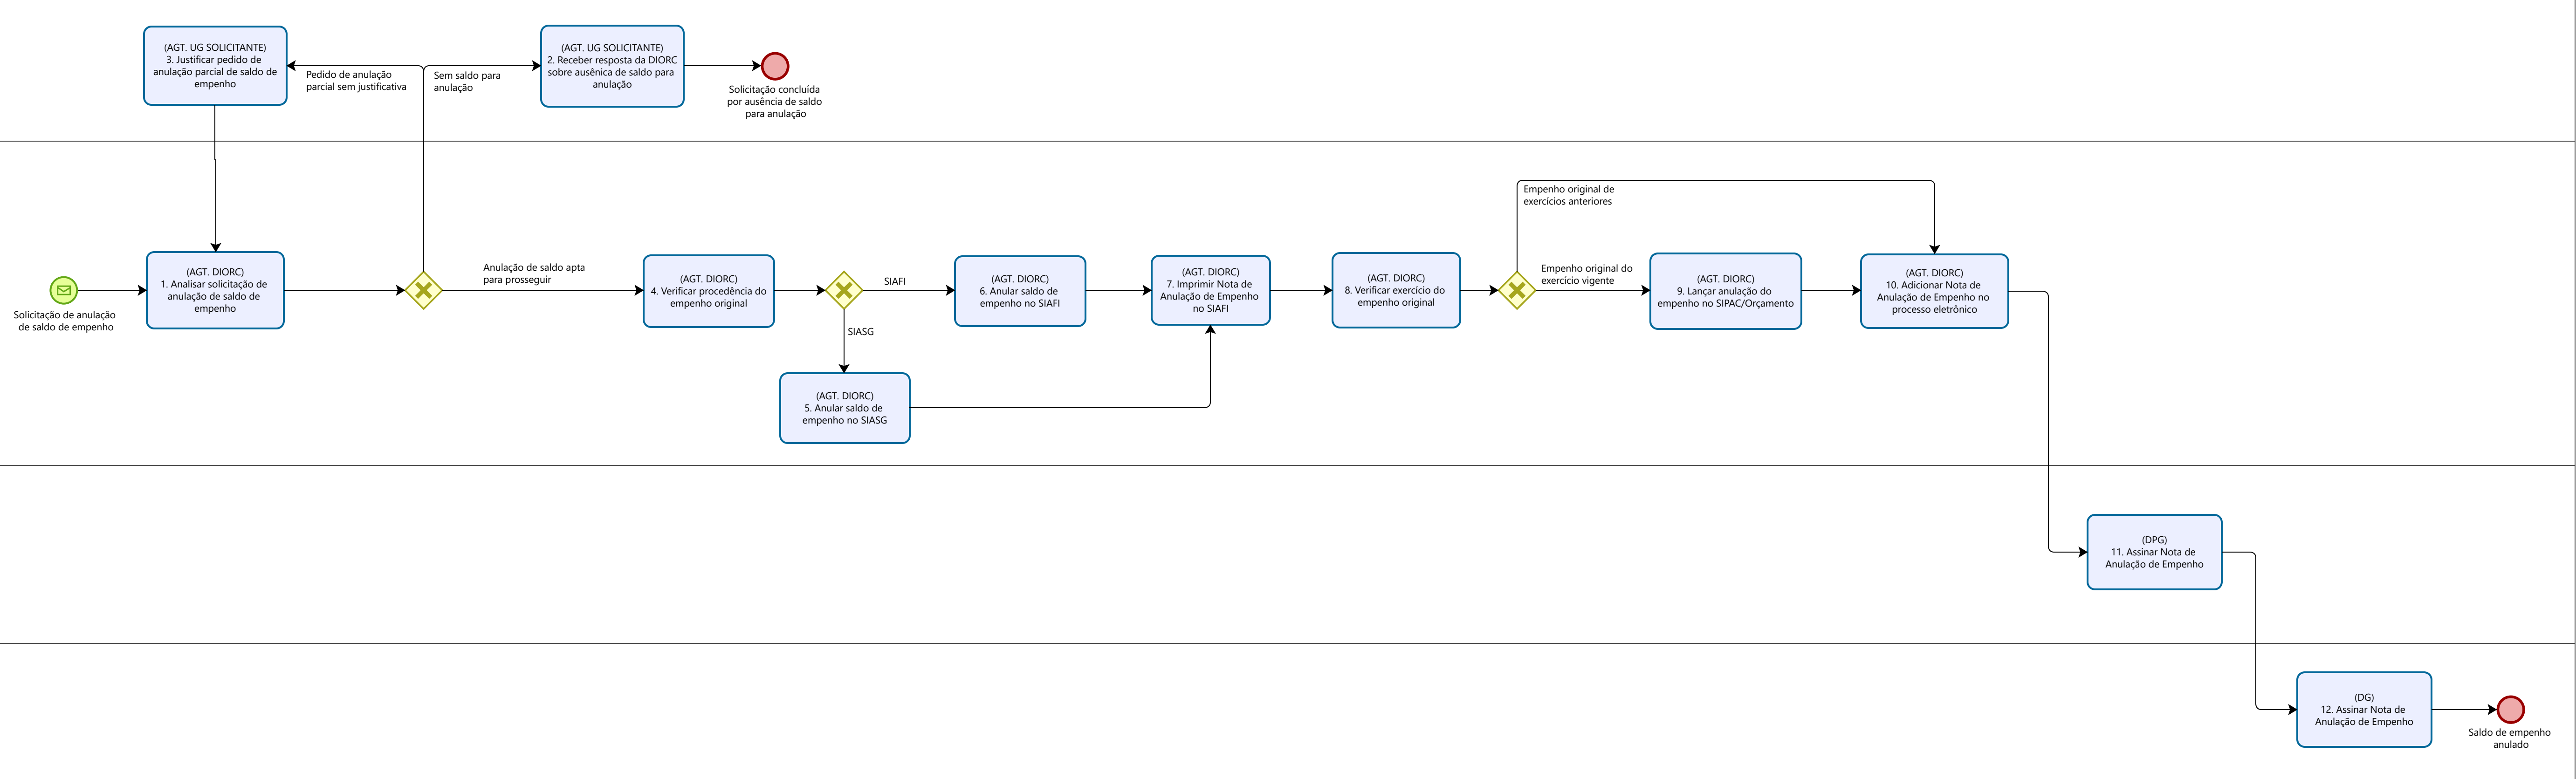 (AGT. UG SOLICITANTE)
3. Justificar pedido de
anulação parcial de saldo de
empenho
Pedido de anulação
parcial sem justificativa
Sem saldo para
anulação
(AGT. UG SOLICITANTE)
2. Receber resposta da DIORC
sobre ausênica de saldo para
anulação
Solicitação concluída
por ausência de saldo
para anulação
Solicitação de anulação
de saldo de empenho
(AGT. DIORC)
1. Analisar solicitação de
anulação de saldo de
empenho
Anulação de saldo apta
para prosseguir
(AGT. DIORC)
4. Verificar procedência do
empenho original
SIAFI
SIASG
(AGT. DIORC)
5. Anular saldo de
empenho no SIASG
(AGT. DIORC)
6. Anular saldo de
empenho no SIAFI
(AGT. DIORC)
7. Imprimir Nota de
Anulação de Empenho
no SIAFI
(AGT. DIORC)
8. Verificar exercício do
empenho original
Empenho original de
exercícios anteriores
Empenho original do
exercício vigente
(AGT. DIORC)
9. Lançar anulação do
empenho no SIPAC/Orçamento
(AGT. DIORC)
10. Adicionar Nota de
Anulação de Empenho no
processo eletrônico
(DPG)
11. Assinar Nota de
Anulação de Empenho
(DG)
12. Assinar Nota de
Anulação de Empenho
Saldo de empenho
anulado